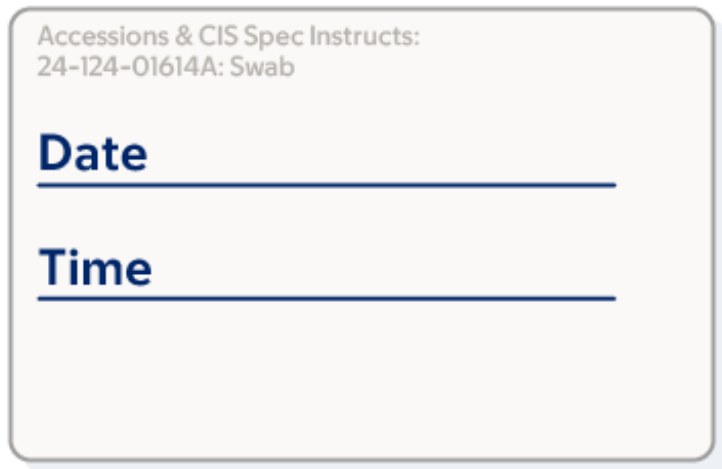 Accessions & CIS Spec Instructs:
24-124-01614A: Swab
Date
Time